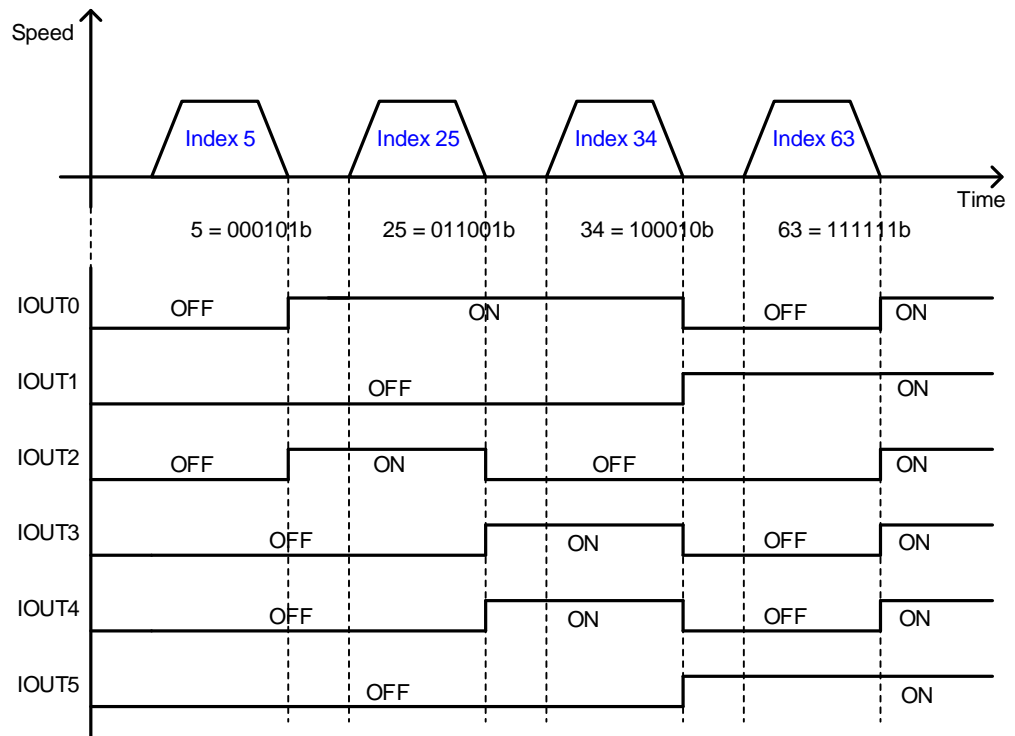 Speed
Index 5 Index 25 Index 34 Index 63
Time
5 = 000101b 25 = 011001b 34 = 100010b 63 = 111111b
IOUT0 OFF ON OFF ON
IOUT1 OFF ON
IOUT2 OFF ON OFF ON
IOUT3 OFF ON OFF ON
IOUT4 OFF ON OFF ON
IOUT5 OFF ON